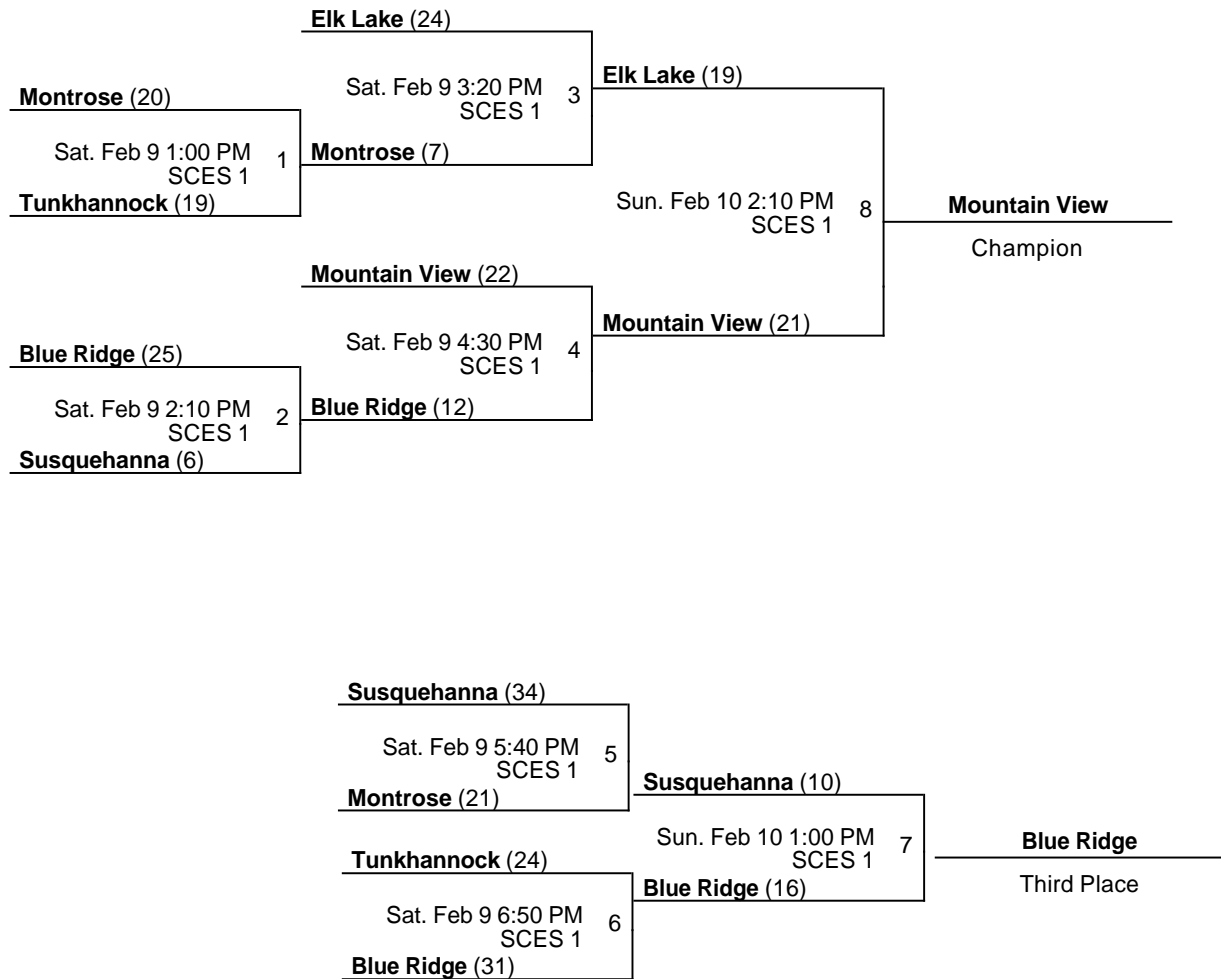 Elk Lake (24)
Sat. Feb 9 3:20 PM
SCES 1
3
Elk Lake (19)
Montrose (20)
Sat. Feb 9 1:00 PM
SCES 1
1
Montrose (7)
Tunkhannock (19)
Sun. Feb 10 2:10 PM
SCES 1
8
Mountain View
Champion
Mountain View (22)
Sat. Feb 9 4:30 PM
SCES 1
4
Mountain View (21)
Blue Ridge (25)
Sat. Feb 9 2:10 PM
SCES 1
2
Blue Ridge (12)
Susquehanna (6)
Susquehanna (34)
Sat. Feb 9 5:40 PM
SCES 1
5
Susquehanna (10)
Montrose (21)
Sun. Feb 10 1:00 PM
SCES 1
7
Blue Ridge
Third Place
Tunkhannock (24)
Blue Ridge (16)
Sat. Feb 9 6:50 PM
SCES 1
6
Blue Ridge (31)